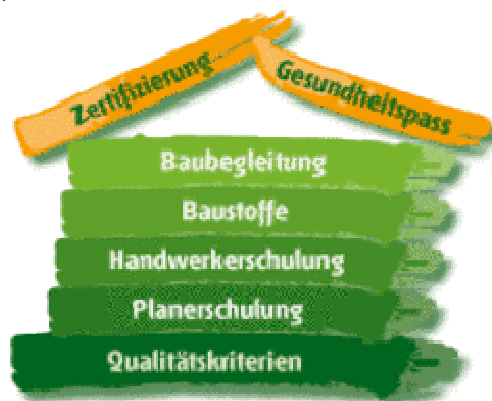 Zertifizierung
Gesundheitspass
Baubegleitung
Baustoffe
Handwerkerschulung
Planerschulung
Qualitätskriterien